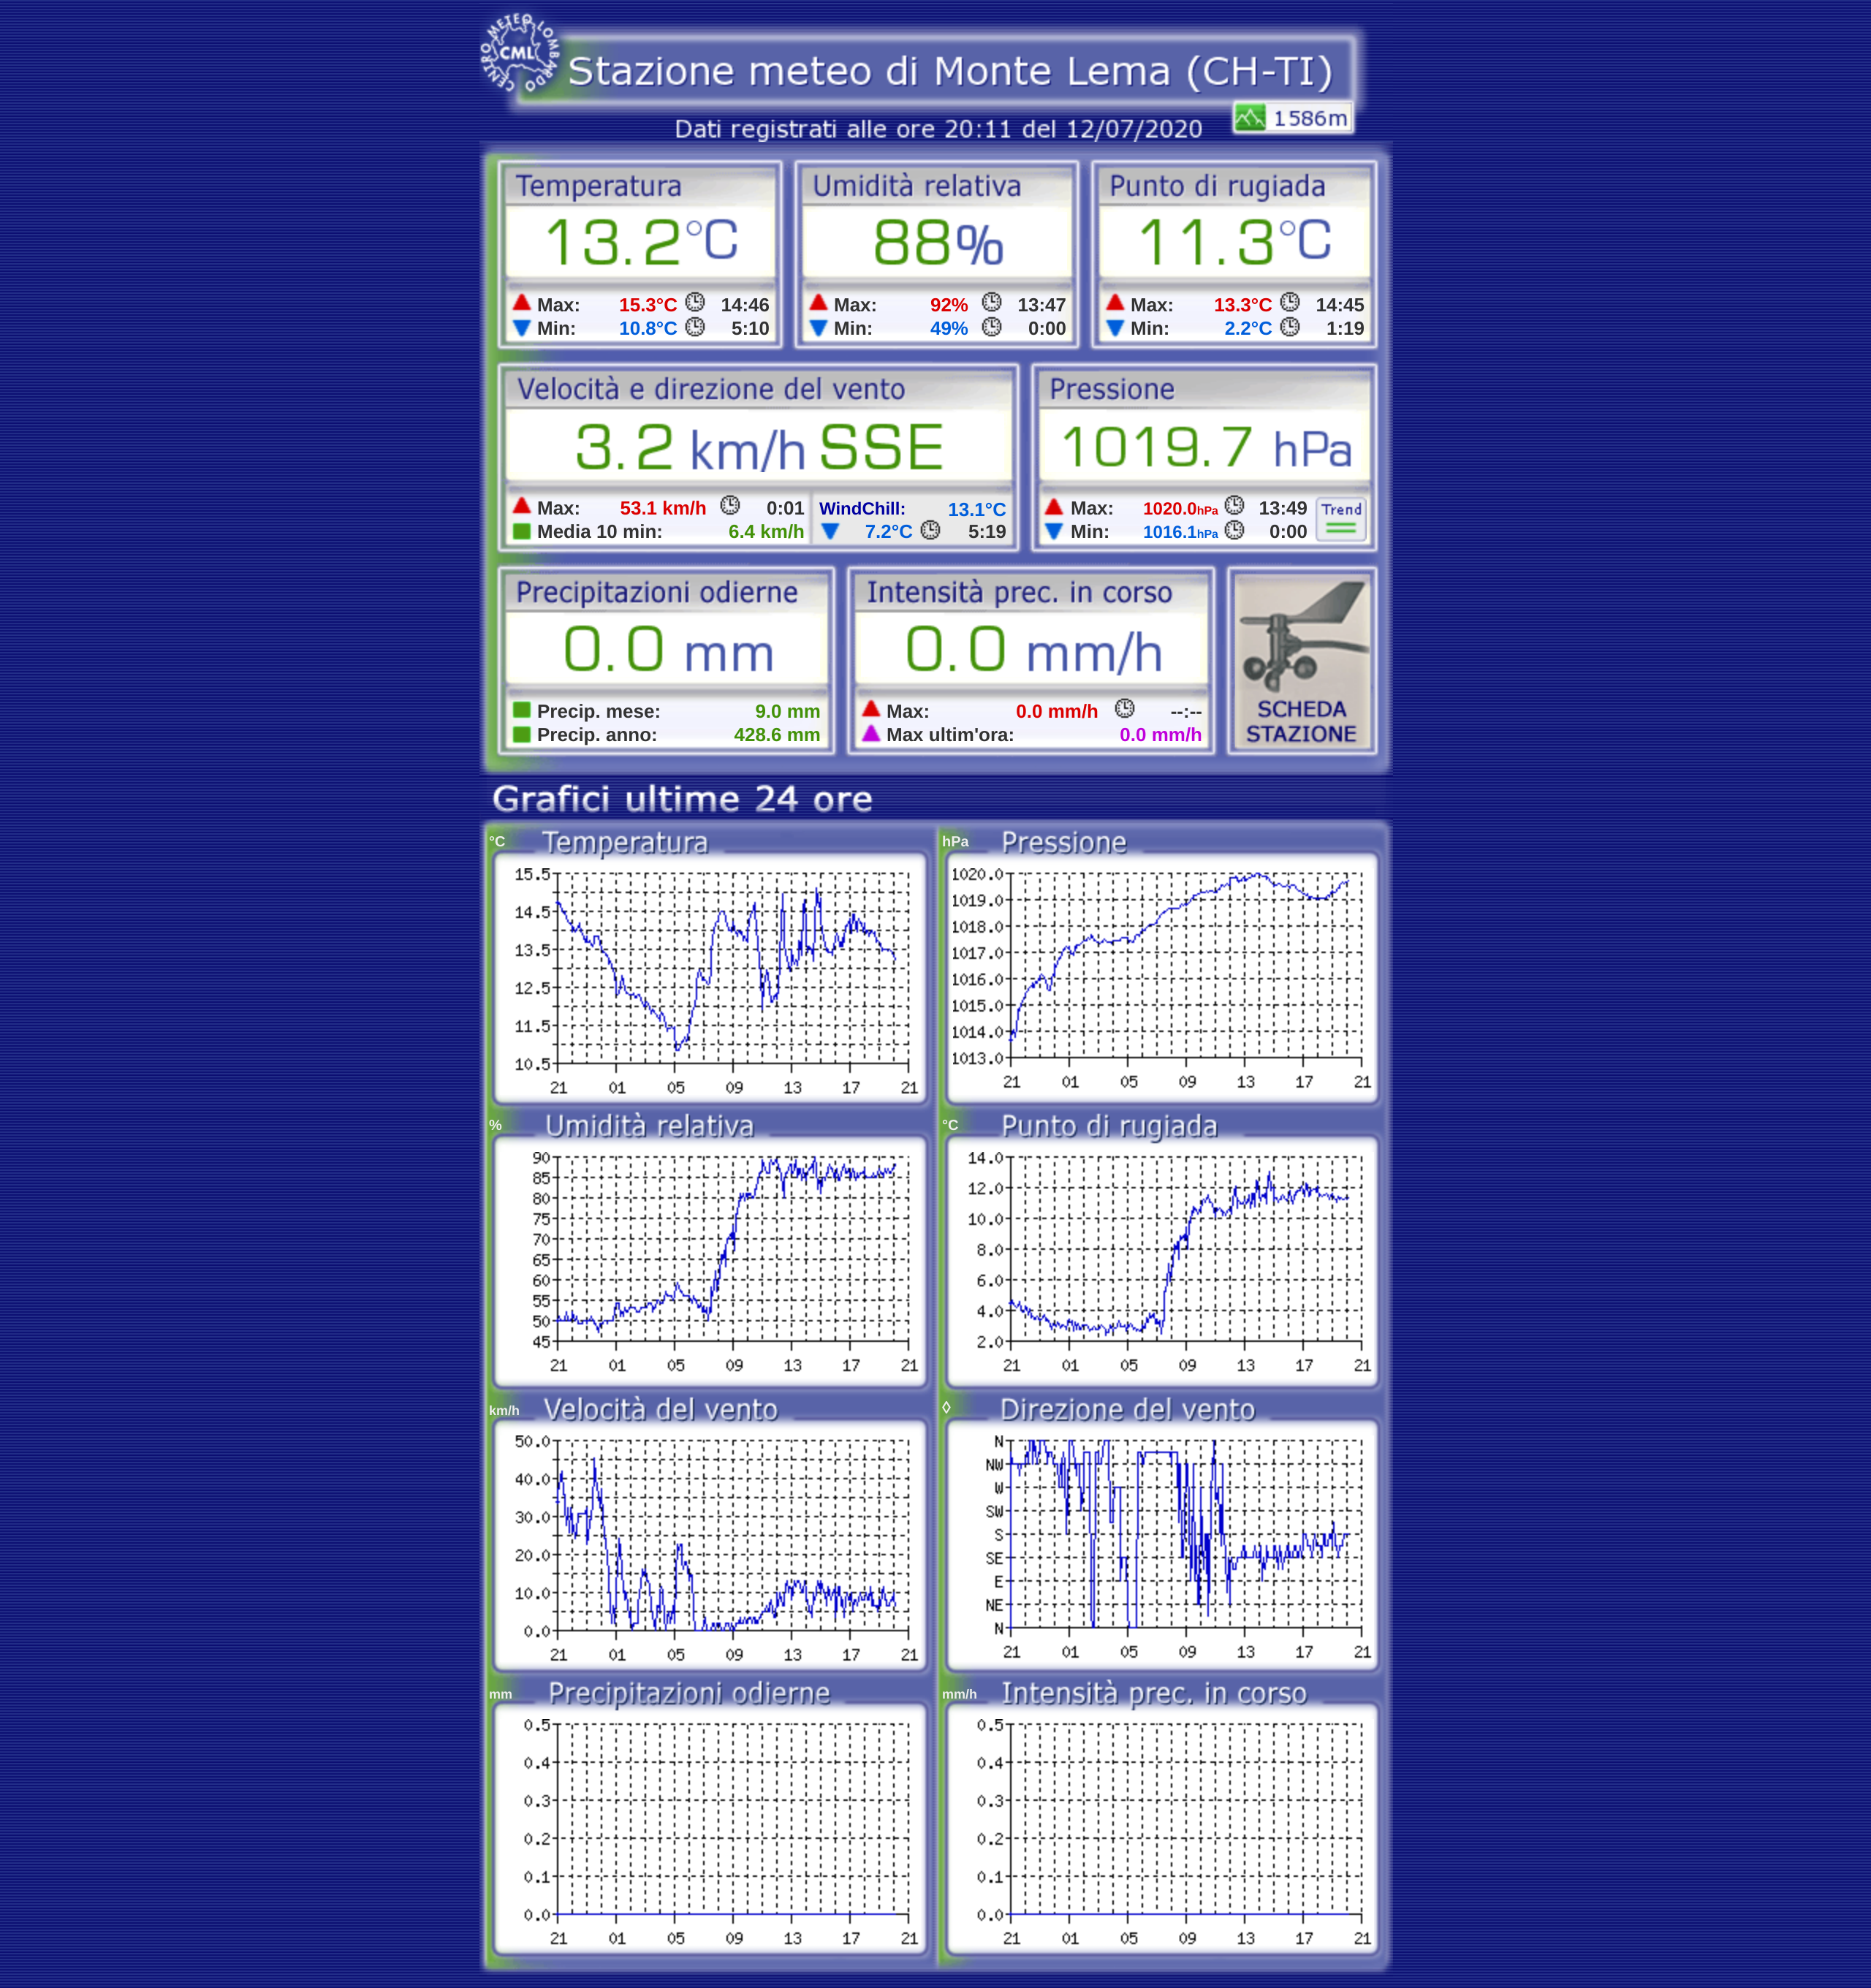 CENTRO METEO LOMBARDO
CML
Stazione meteo di Monte Lema (CH-TI)
1586m
Dati registrati alle ore 20:11 del 12/07/2020
Temperatura Umidità relativa Punto di rugiada
13.2°C 88% 11.3°C
Max: 15.3°C 14:46 Max: 92% 13:47 Max: 13.3°C 14:45
Min: 10.8°C 5:10 Min: 49% 0:00 Min: 2.2°C 1:19
Velocità e direzione del vento Pressione
3.2 km/h SSE 1019.7 hPa
Max: 53.1 km/h 0:01 WindChill: 13.1°C Max: 1020.0hPa 13:49 Trend
Media 10 min: 6.4 km/h 7.2°C 5:19 Min: 1016.1hPa 0:00
Precipitazioni odierne Intensità prec. in corso
0.0 mm 0.0 mm/h
Precip. mese: 9.0 mm Max: 0.0 mm/h --:-- SCHEDA
Precip. anno: 428.6 mm Max ultim'ora: 0.0 mm/h STAZIONE
Grafici ultime 24 ore
°C Temperatura
15.5
14.5
13.5
12.5
11.5
10.5
21 01 05 09 13 17 21
hPa Pressione
1020.0
1019.0
1018.0
1017.0
1016.0
1015.0
1014.0
1013.0
21 01 05 09 13 17 21
% Umidità relativa
90
85
80
75
70
65
60
55
50
45
21 01 05 09 13 17 21
°C Punto di rugiada
14.0
12.0
10.0
8.0
6.0
4.0
2.0
21 01 05 09 13 17 21
km/h Velocità del vento
50.0
40.0
30.0
20.0
10.0
0.0
21 01 05 09 13 17 21
◊ Direzione del vento
N
NW
W
SW
S
SE
E
NE
N
21 01 05 09 13 17 21
mm Precipitazioni odierne
0.5
0.4
0.3
0.2
0.1
0.0
21 01 05 09 13 17 21
mm/h Intensità prec. in corso
0.5
0.4
0.3
0.2
0.1
0.0
21 01 05 09 13 17 21